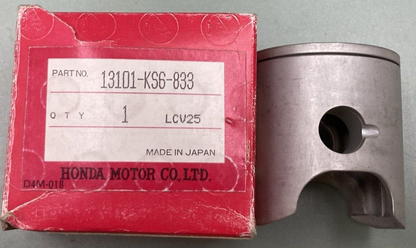 PART NO. 13101-KS6-833
QTY 1 LCV25
MADE IN JAPAN
HONDA MOTOR CO., LTD.
D4M-018